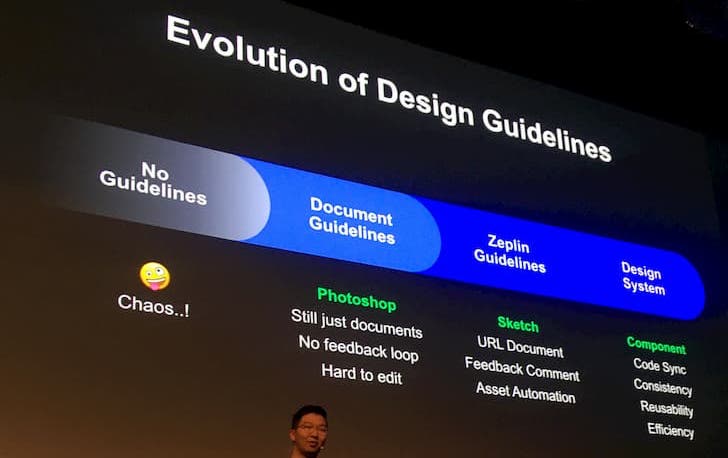 Evolution of Design Guidelines
No
Guidelines
Chaos..!
Document
Guidelines
Photoshop
Still just documents
No feedback loop
Hard to edit
Zeplin
Guidelines
Sketch
URL Document
Feedback Comment
Asset Automation
Design
System
Component
Code Sync
Consistency
Reusability
Efficiency